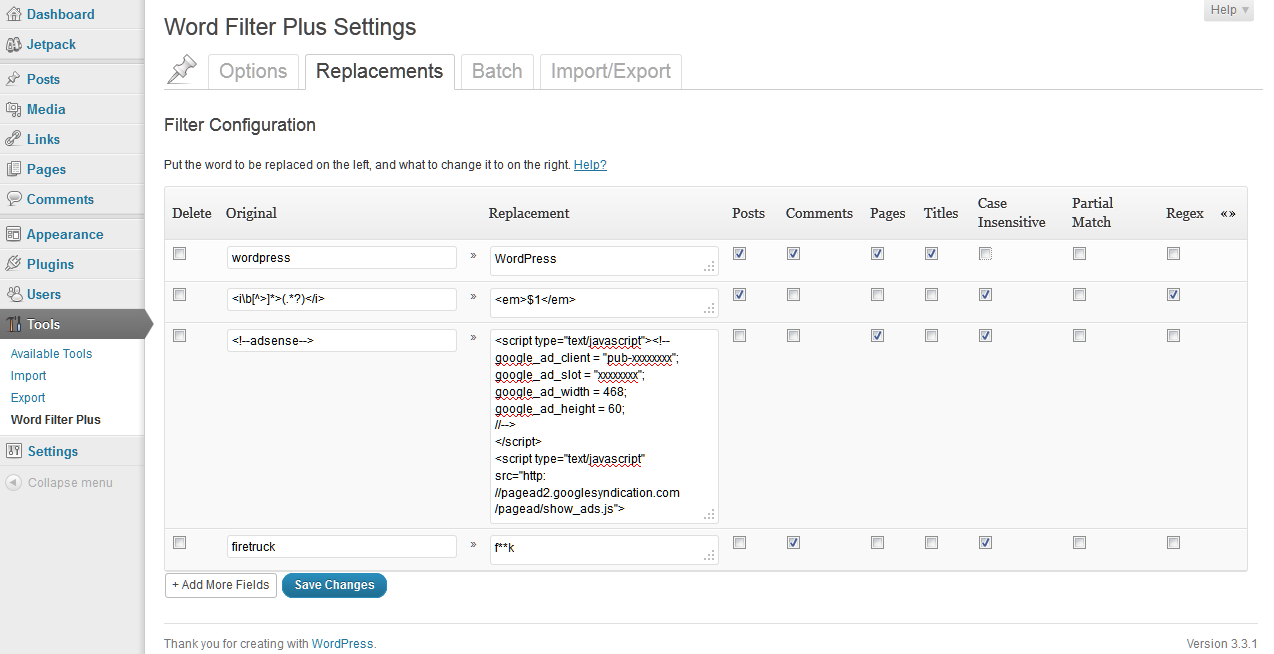 Dashboard
Jetpack
Posts
Media
Links
Pages
Comments
Appearance
Plugins
Users
Tools
Available Tools
Import
Export
Word Filter Plus
Settings
Collapse menu
Help ▼
Word Filter Plus Settings
Options Replacements Batch Import/Export
Filter Configuration
Put the word to be replaced on the left, and what to change it to on the right. Help?
Delete Original Replacement Posts Comments Pages Titles Case Insensitive Partial Match Regex «»
wordpress » WordPress
<i\b[^>]*>(.*?)</i> » <em>$1</em>
<!--adsense--> » <script type="text/javascript"><!--
google_ad_client = "pub-xxxxxxxx";
google_ad_slot = "xxxxxxxx";
google_ad_width = 468;
google_ad_height = 60;
//-->
</script>
<script type="text/javascript"
src="http:
//pagead2.googlesyndication.com
/pagead/show_ads.js">
firetruck » f**k
+ Add More Fields Save Changes
Thank you for creating with WordPress.
Version 3.3.1